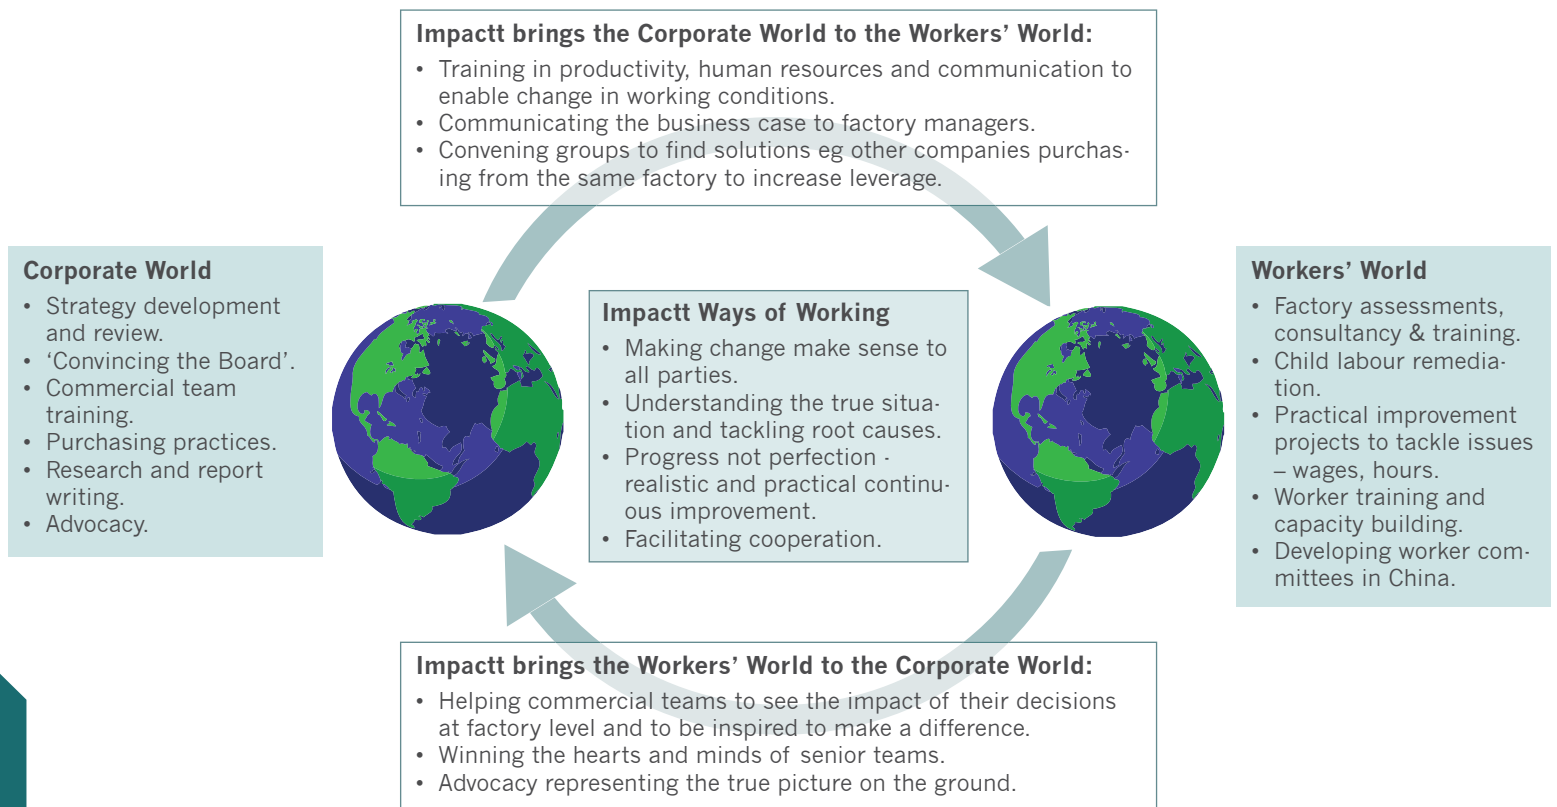 Impactt brings the Corporate World to the Workers’ World:
• Training in productivity, human resources and communication to
enable change in working conditions.
• Communicating the business case to factory managers.
• Convening groups to find solutions eg other companies purchas-
ing from the same factory to increase leverage.
Corporate World
• Strategy development
and review.
• ‘Convincing the Board’.
• Commercial team
training.
• Purchasing practices.
• Research and report
writing.
• Advocacy.
Impactt Ways of Working
• Making change make sense to
all parties.
• Understanding the true situa-
tion and tackling root causes.
• Progress not perfection -
realistic and practical continu-
ous improvement.
• Facilitating cooperation.
Workers’ World
• Factory assessments,
consultancy & training.
• Child labour remedia-
tion.
• Practical improvement
projects to tackle issues
– wages, hours.
• Worker training and
capacity building.
• Developing worker com-
mittees in China.
Impactt brings the Workers’ World to the Corporate World:
• Helping commercial teams to see the impact of their decisions
at factory level and to be inspired to make a difference.
• Winning the hearts and minds of senior teams.
• Advocacy representing the true picture on the ground.